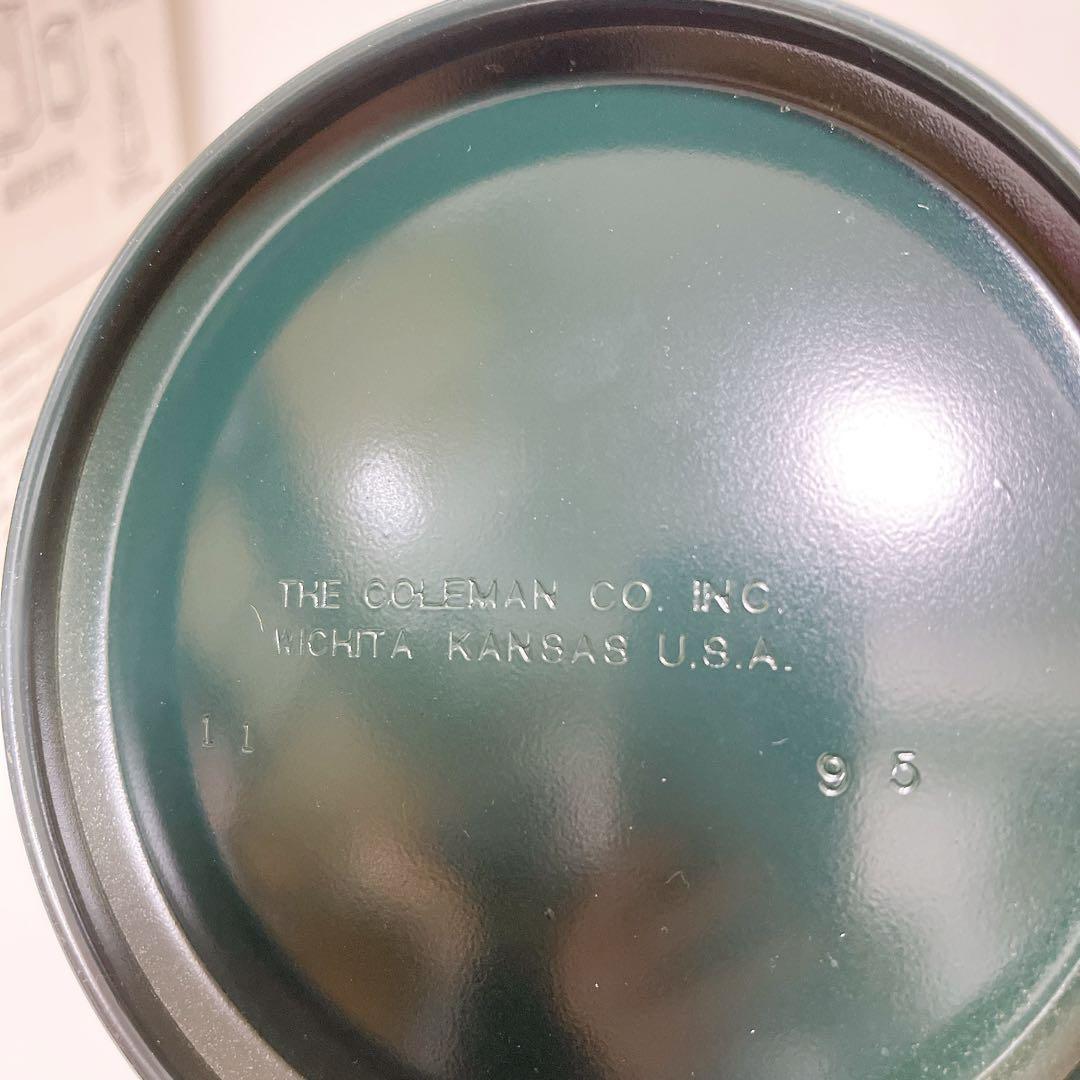 THE COLEMAN CO. INC.
WICHITA KANSAS U.S.A.
11 95